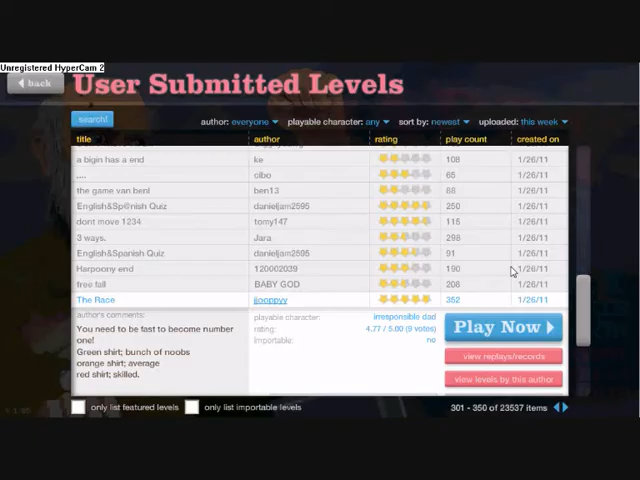 Unregistered HyperCam 2
back
User Submitted Levels
search!
author: everyone playable character: any sort by: newest uploaded: this week
title author rating play count created on
a bigin has a end ke 108 1/26/11
.... cibo 65 1/26/11
the game van ben! ben13 88 1/26/11
English&Sp@nish Quiz danieljam2595 250 1/26/11
dont move 1234 tomy147 115 1/26/11
3 ways. Jara 298 1/26/11
English&Spanish Quiz danieljam2595 91 1/26/11
Harpoony end 120002039 190 1/26/11
free fall BABY GOD 208 1/26/11
The Race jjooppyy 352 1/26/11
author's comments:
You need to be fast to become number
one!
Green shirt; bunch of noobs
orange shirt; average
red shirt; skilled.
playable character: irresponsible dad
rating: 4.77 / 5.00 (9 votes)
importable: no
Play Now
view replays/records
view levels by this author
only list featured levels only list importable levels 301 - 350 of 23537 items